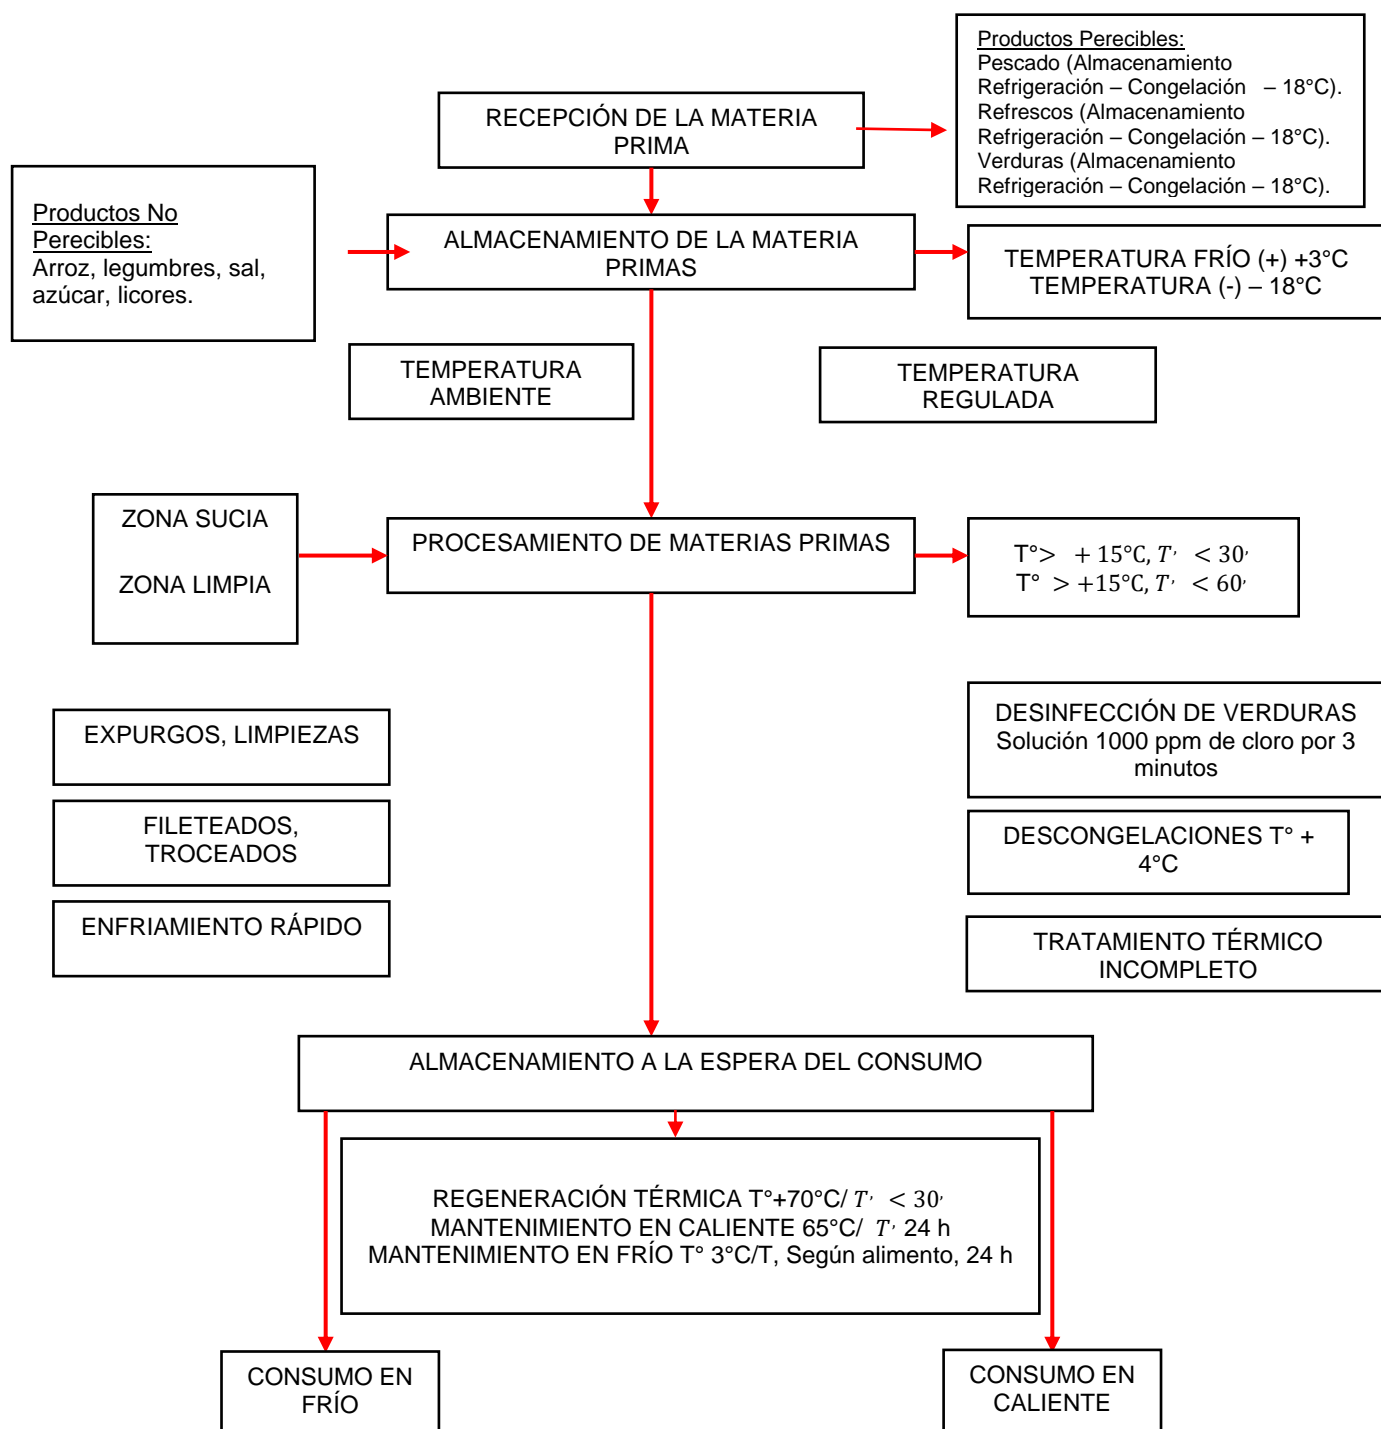 Productos Perecibles:
Pescado (Almacenamiento
Refrigeración – Congelación – 18°C).
Refrescos (Almacenamiento
Refrigeración – Congelación – 18°C).
Verduras (Almacenamiento
Refrigeración – Congelación – 18°C).
RECEPCIÓN DE LA MATERIA
PRIMA
Productos No
Perecibles:
Arroz, legumbres, sal,
azúcar, licores.
ALMACENAMIENTO DE LA MATERIA
PRIMAS
TEMPERATURA FRÍO (+) +3°C
TEMPERATURA (-) – 18°C
TEMPERATURA
AMBIENTE
TEMPERATURA
REGULADA
ZONA SUCIA
ZONA LIMPIA
PROCESAMIENTO DE MATERIAS PRIMAS
T°> + 15°C, T' < 30'
T° > +15°C, T' < 60'
EXPURGOS, LIMPIEZAS
FILETEADOS,
TROCEADOS
ENFRIAMIENTO RÁPIDO
DESINFECCIÓN DE VERDURAS
Solución 1000 ppm de cloro por 3
minutos
DESCONGELACIONES T° +
4°C
TRATAMIENTO TÉRMICO
INCOMPLETO
ALMACENAMIENTO A LA ESPERA DEL CONSUMO
REGENERACIÓN TÉRMICA T°+70°C/ T' < 30'
MANTENIMIENTO EN CALIENTE 65°C/ T' 24 h
MANTENIMIENTO EN FRÍO T° 3°C/T, Según alimento, 24 h
CONSUMO EN
FRÍO
CONSUMO EN
CALIENTE